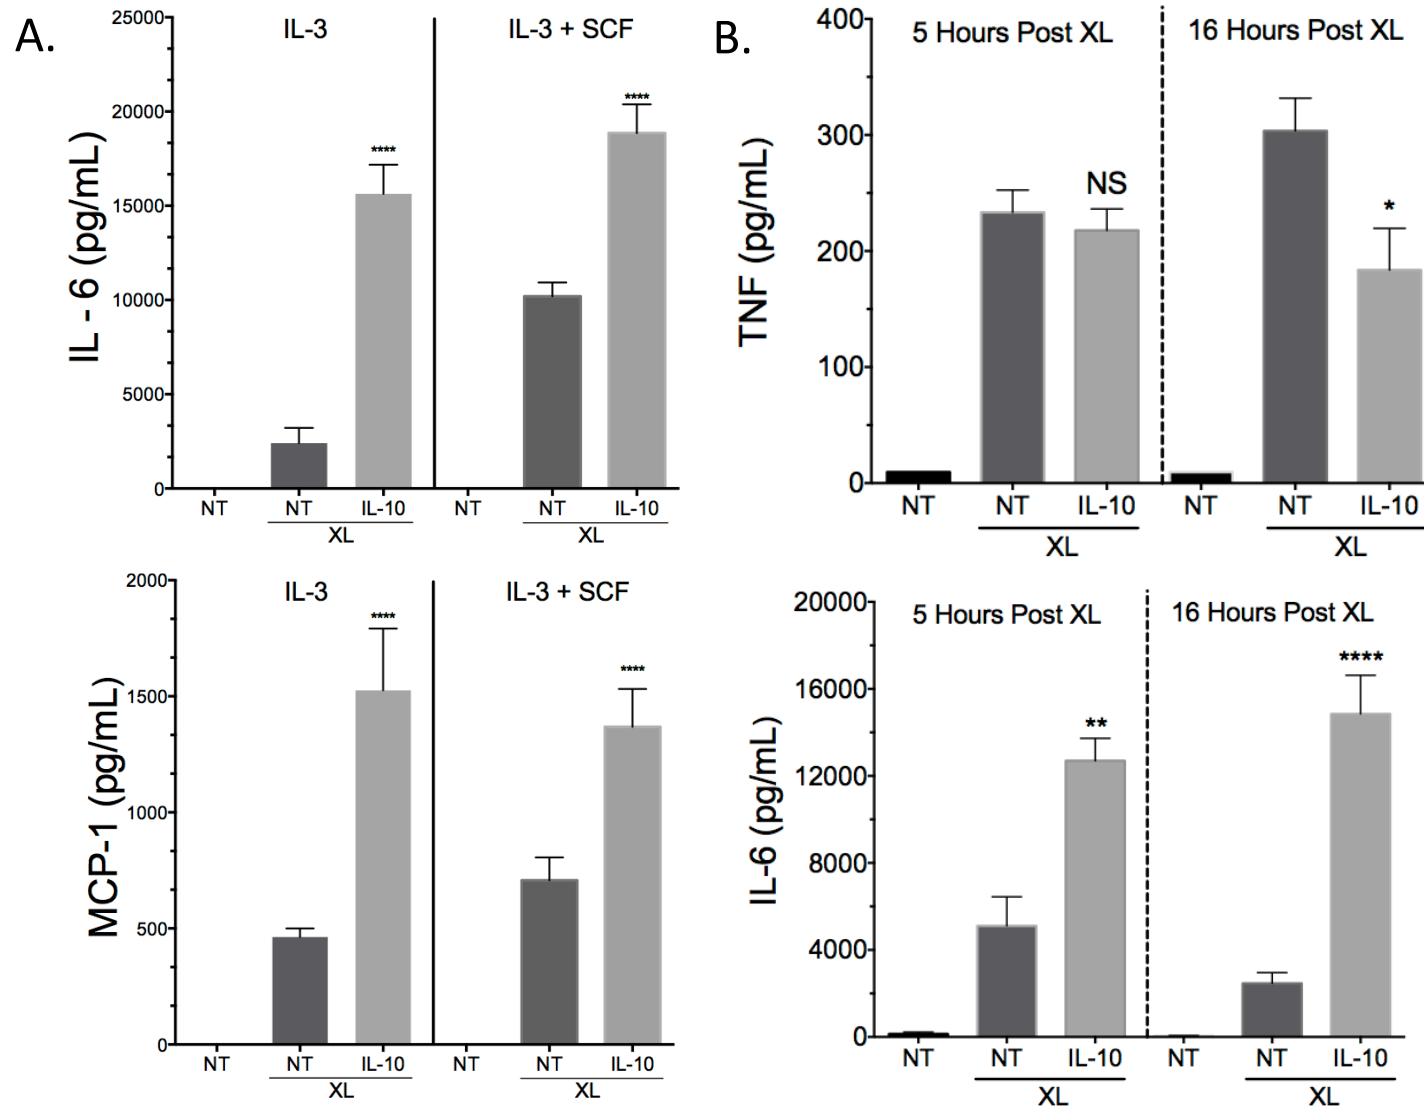 A.
IL-3
IL-3 + SCF
IL - 6 (pg/mL)
25000
20000
15000
10000
5000
0
****
****
NT
NT
IL-10
NT
NT
IL-10
XL
XL
IL-3
IL-3 + SCF
MCP-1 (pg/mL)
2000
1500
1000
500
0
****
****
NT
NT
IL-10
NT
NT
IL-10
XL
XL
B.
5 Hours Post XL
16 Hours Post XL
TNF (pg/mL)
400
300
200
100
0
NS
*
NT
NT
IL-10
NT
NT
IL-10
XL
XL
5 Hours Post XL
16 Hours Post XL
IL-6 (pg/mL)
20000
16000
12000
8000
4000
0
**
****
NT
NT
IL-10
NT
NT
IL-10
XL
XL